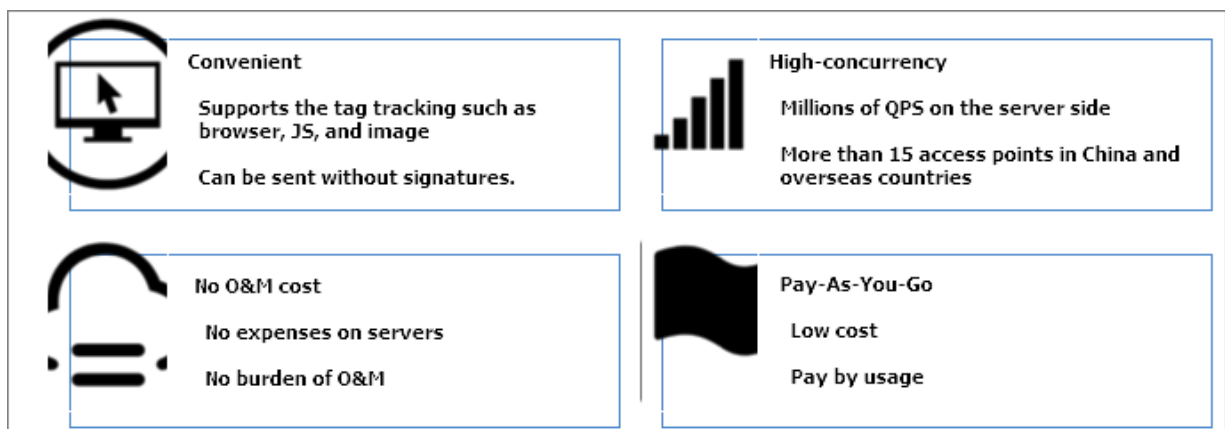 Convenient
Supports the tag tracking such as
browser, JS, and image
Can be sent without signatures.
High-concurrency
Millions of QPS on the server side
More than 15 access points in China and
overseas countries
No O&M cost
No expenses on servers
No burden of O&M
Pay-As-You-Go
Low cost
Pay by usage